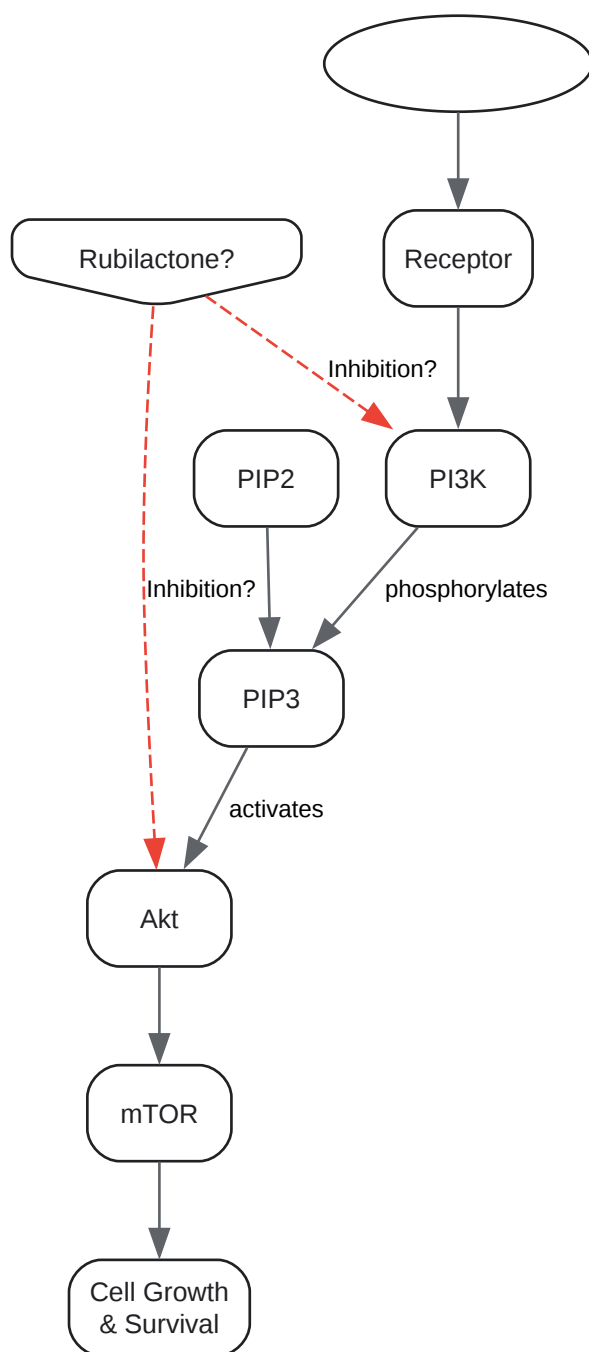 Receptor
Rubilactone?
Inhibition?
PIP2
PI3K
Inhibition?
phosphorylates
PIP3
activates
Akt
mTOR
Cell Growth
& Survival